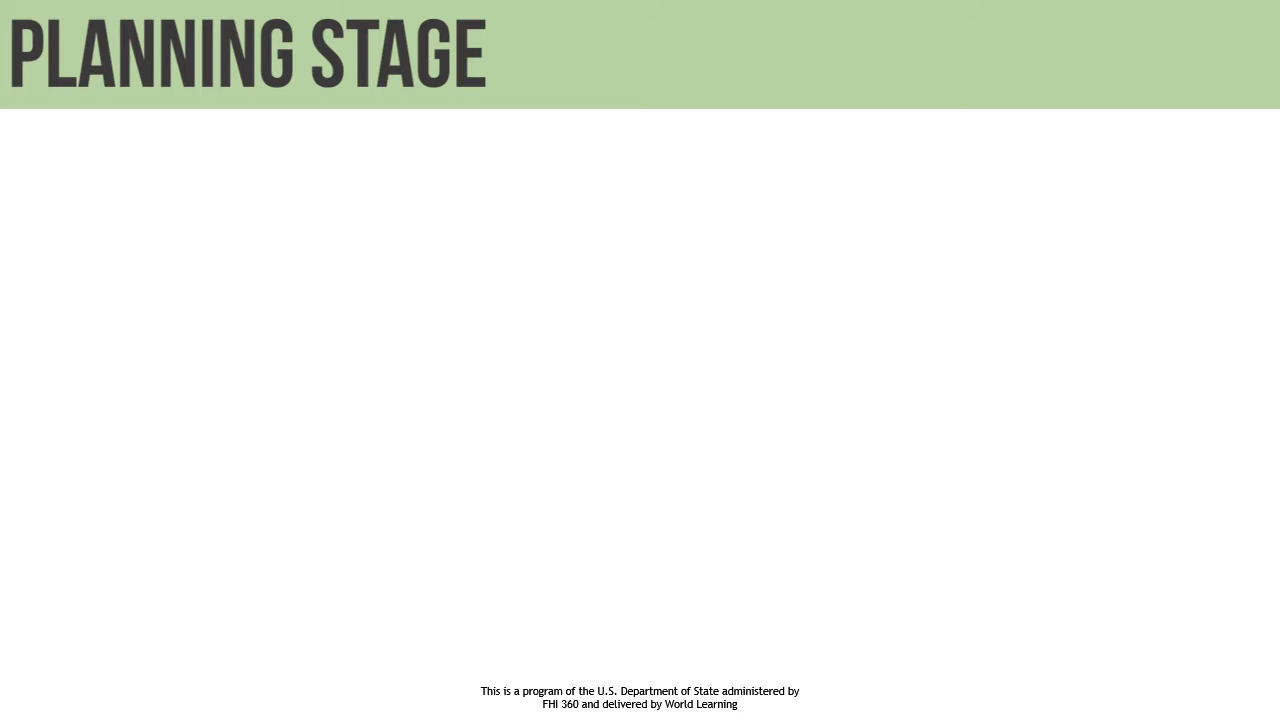 PLANNING STAGE
This is a program of the U.S. Department of State administered by
FHI 360 and delivered by World Learning